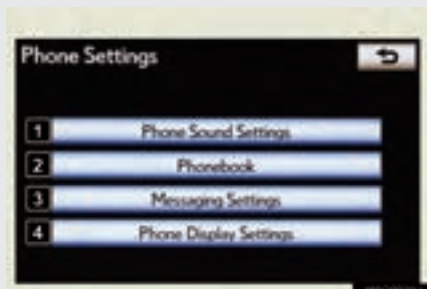 Phone Settings
1 Phone Sound Settings
2 Phonebook
3 Messaging Settings
4 Phone Display Settings